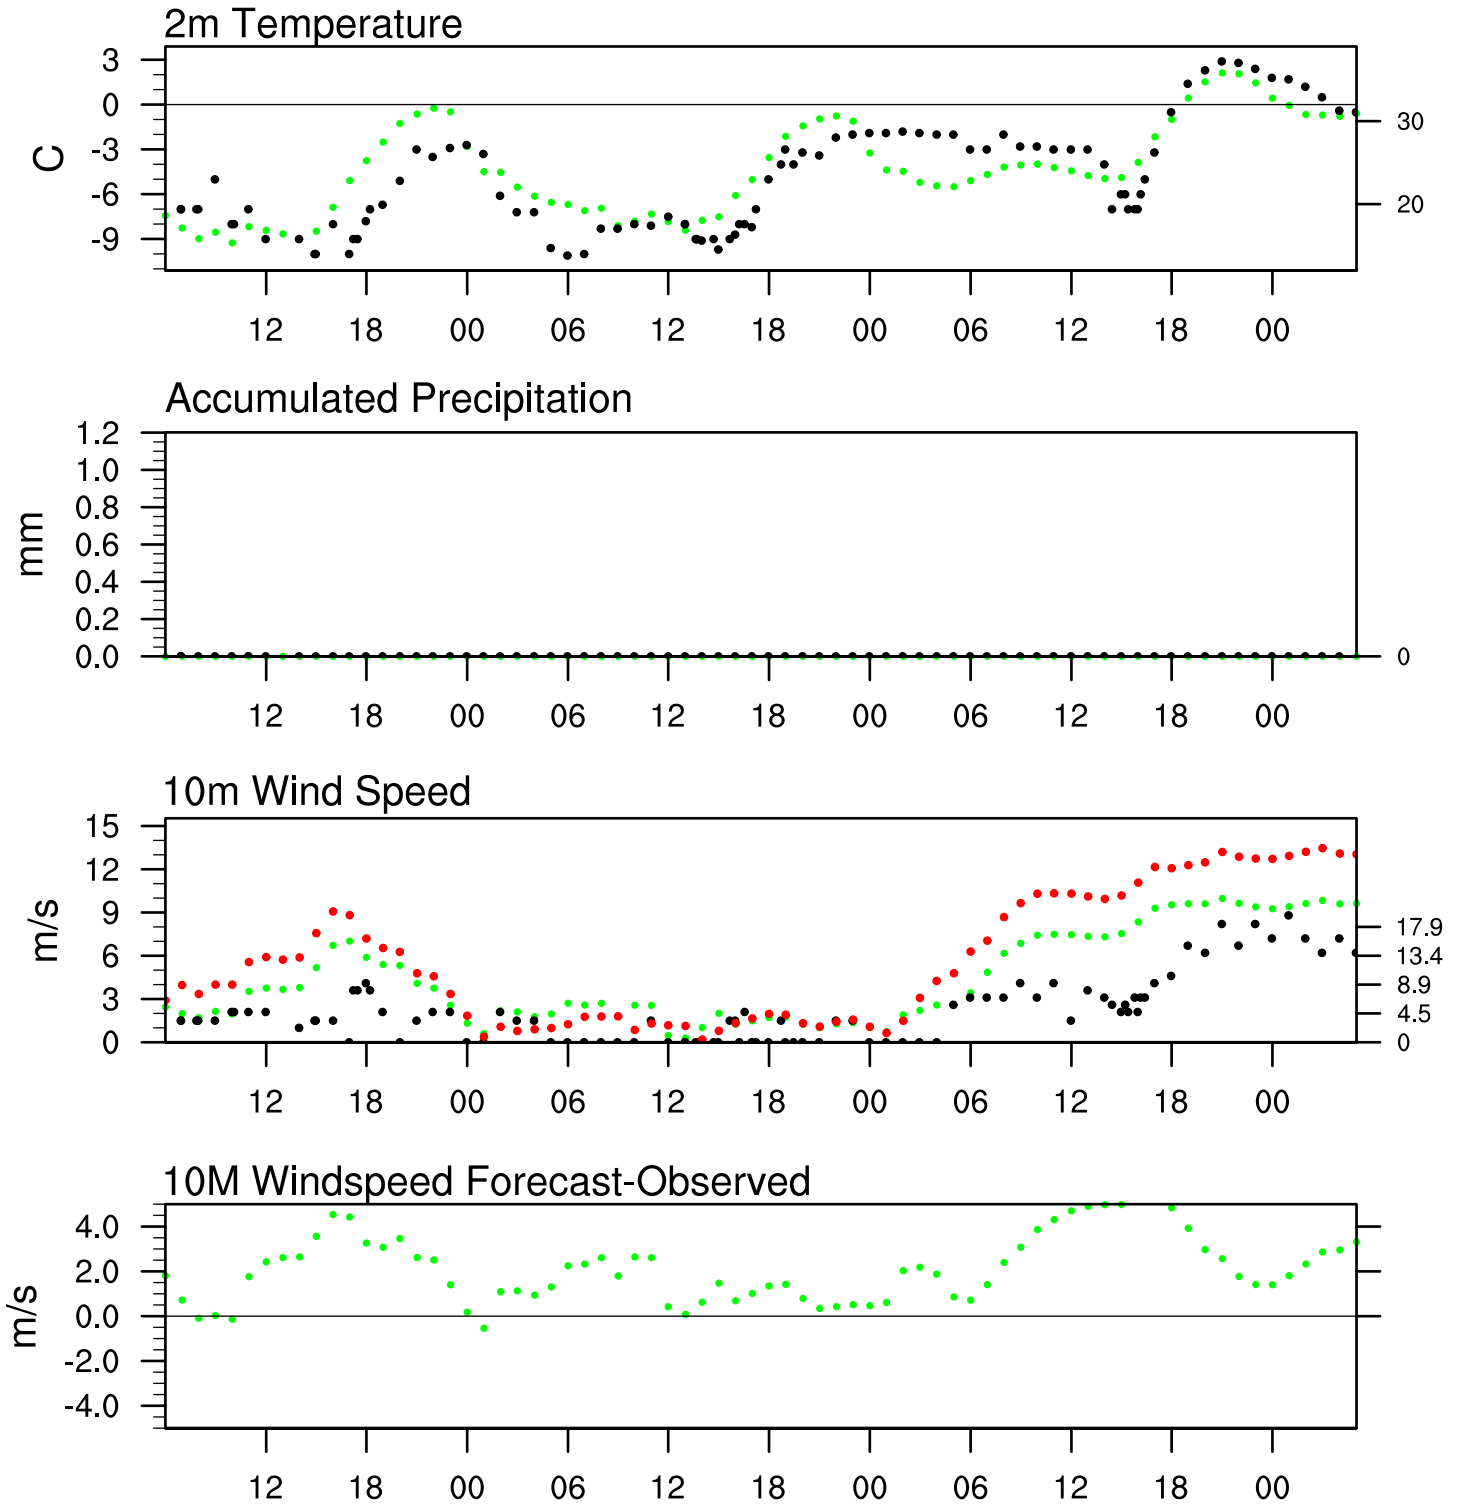 2m Temperature
3
0
-3
-6
-9
C
30
20
12 18 00 06 12 18 00 06 12 18 00
Accumulated Precipitation
1.2
1.0
0.8
0.6
0.4
0.2
0.0
mm
0
12 18 00 06 12 18 00 06 12 18 00
10m Wind Speed
15
12
9
6
3
0
m/s
17.9
13.4
8.9
4.5
0
12 18 00 06 12 18 00 06 12 18 00
10M Windspeed Forecast-Observed
4.0
2.0
0.0
-2.0
-4.0
m/s
12 18 00 06 12 18 00 06 12 18 00